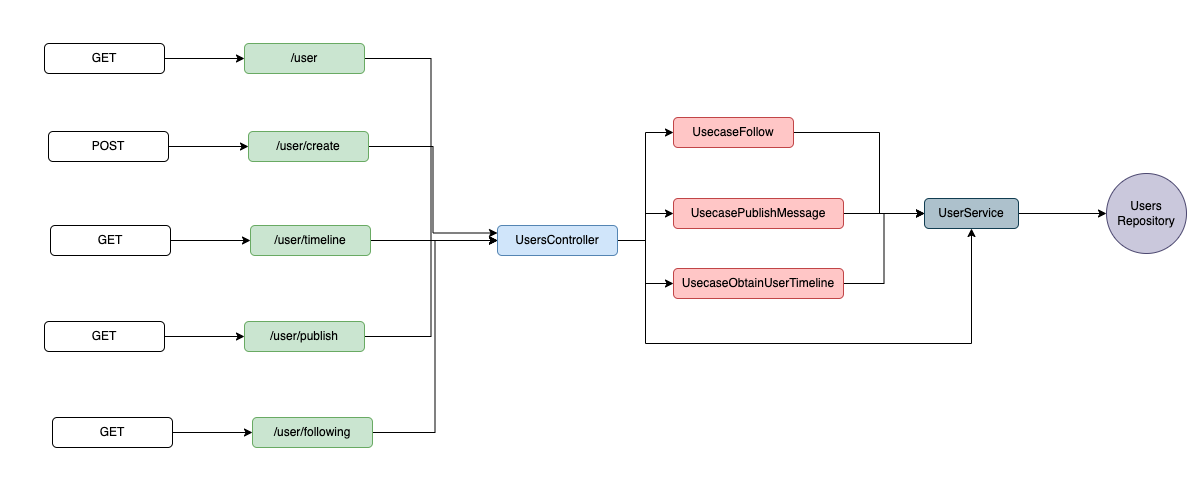 GET
/user
POST
/user/create
GET
/user/timeline
GET
/user/publish
GET
/user/following
UsersController
UsecaseFollow
UsecasePublishMessage
UsecaseObtainUserTimeline
UserService
Users
Repository